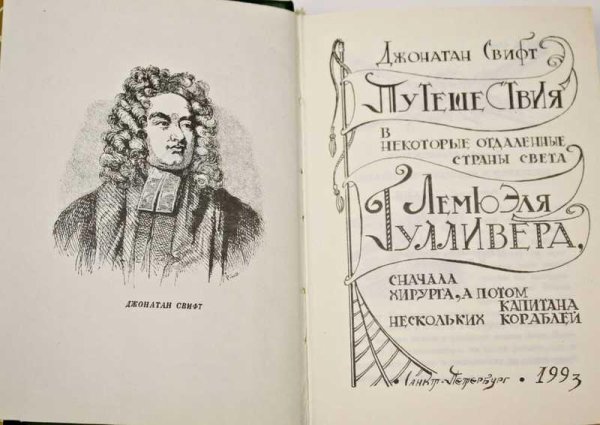 ДЖОНАТАН СВИФТ
ДЖОНАТАН СВИФТ
ПУТЕШЕСТВИЯ
В
НЕКОТОРЫЕ ОТДАЛЕННЫЕ
СТРАНЫ СВЕТА
ЛЕМЮЭЛЯ
ГУЛЛИВЕРА,
СНАЧАЛА
ХИРУРГА, А ПОТОМ
КАПИТАНА
НЕСКОЛЬКИХ КОРАБЛЕЙ
• Санкт-Петербург • 1993